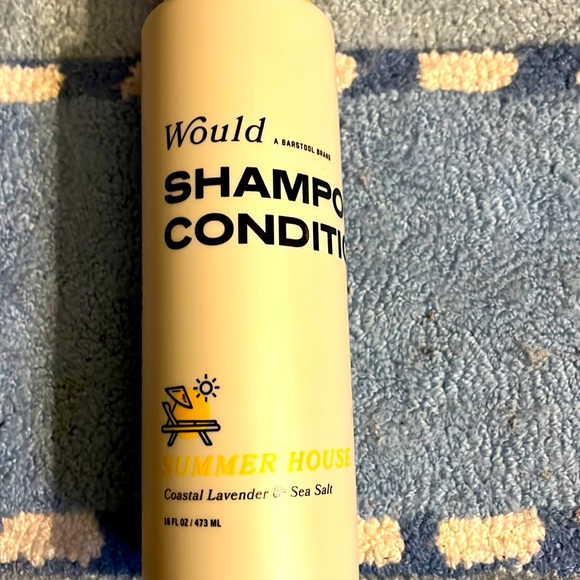 Would A BARSTOOL BRAND
SHAMPO
CONDITI
SUMMER HOUSE
Coastal Lavender & Sea Salt
16 FL OZ / 473 ML